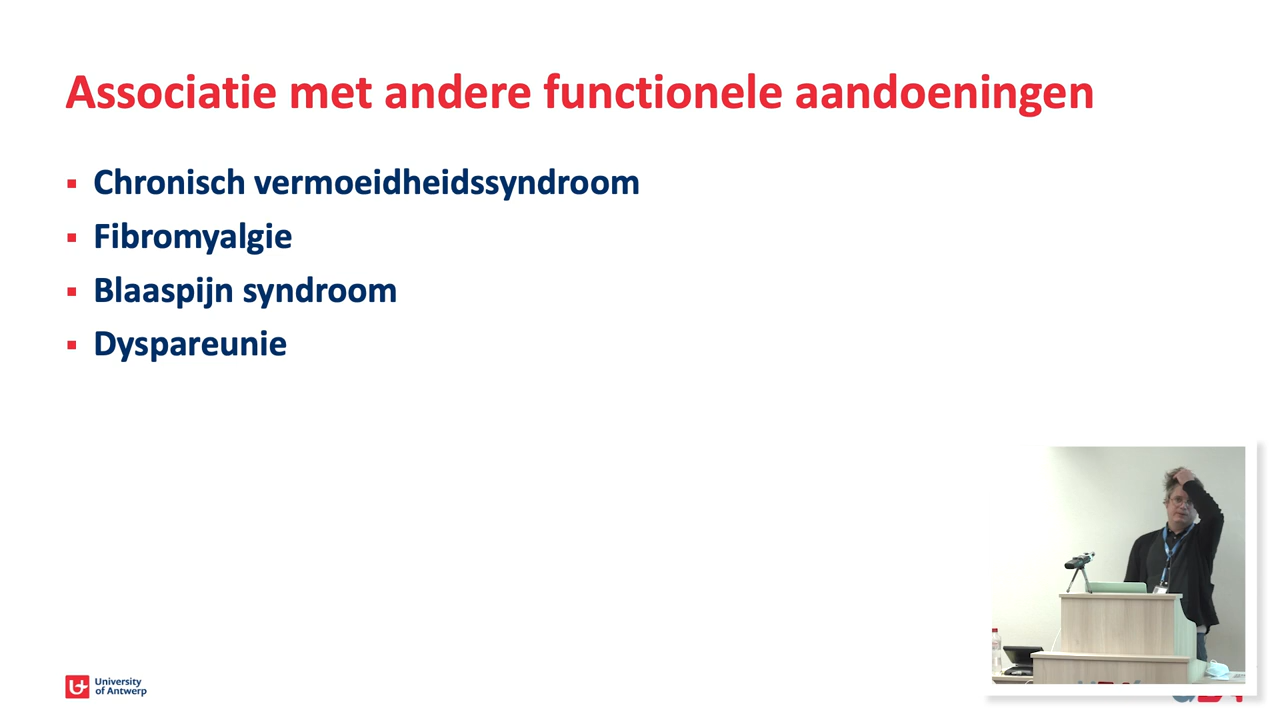 Associatie met andere functionele aandoeningen
Chronisch vermoeidheidssyndroom
Fibromyalgie
Blaaspijn syndroom
Dyspareunie
University
of Antwerp